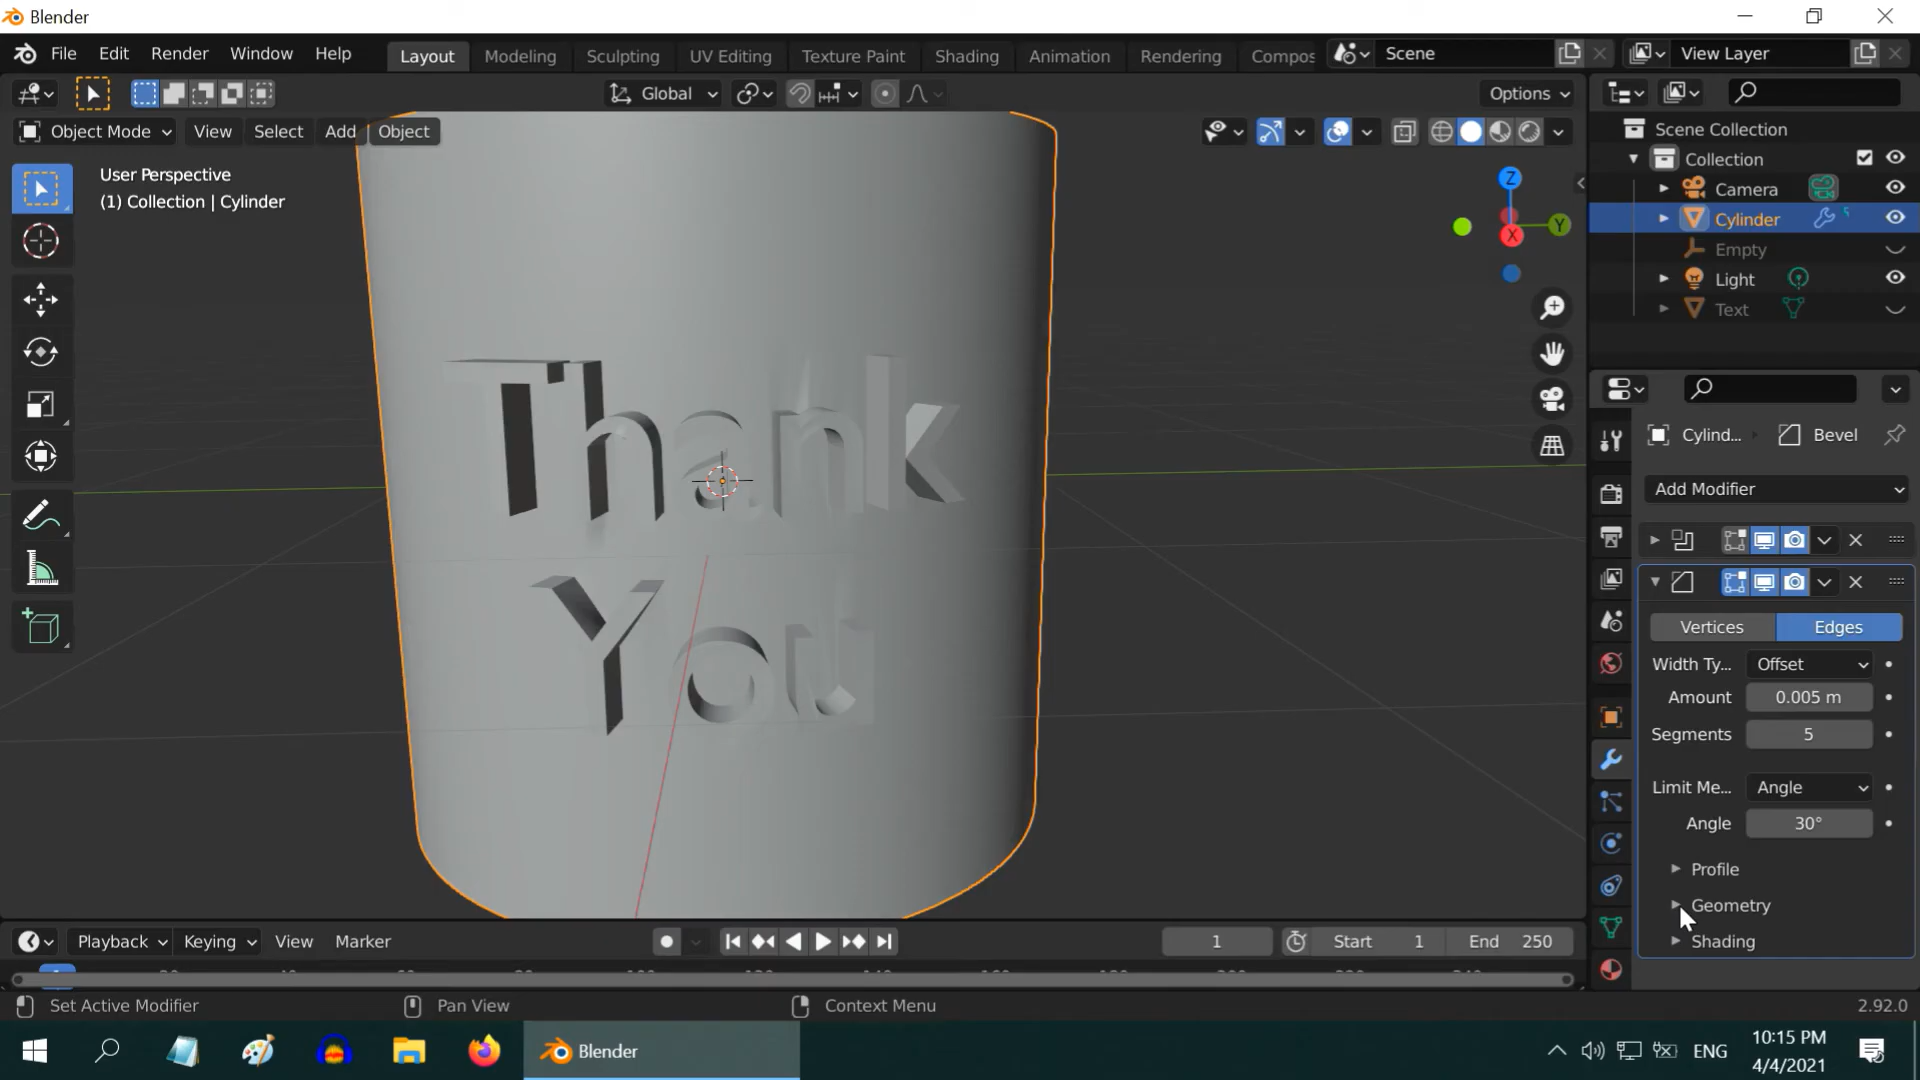 Blender
File Edit Render Window Help Layout Modeling Sculpting UV Editing Texture Paint Shading Animation Rendering Compos Scene View Layer
Global Options
Object Mode View Select Add Object
User Perspective
(1) Collection | Cylinder
Z
Y
X
Thank
You
Scene Collection
Collection
Camera
Cylinder
Empty
Light
Text
Cylind... Bevel
Add Modifier
Vertices Edges
Width Ty... Offset
Amount 0.005 m
Segments 5
Limit Me... Angle
Angle 30°
Profile
Geometry
Shading
Playback Keying View Marker 1 Start 1 End 250
Set Active Modifier Pan View Context Menu 2.92.0
Blender ENG 10:15 PM
4/4/2021